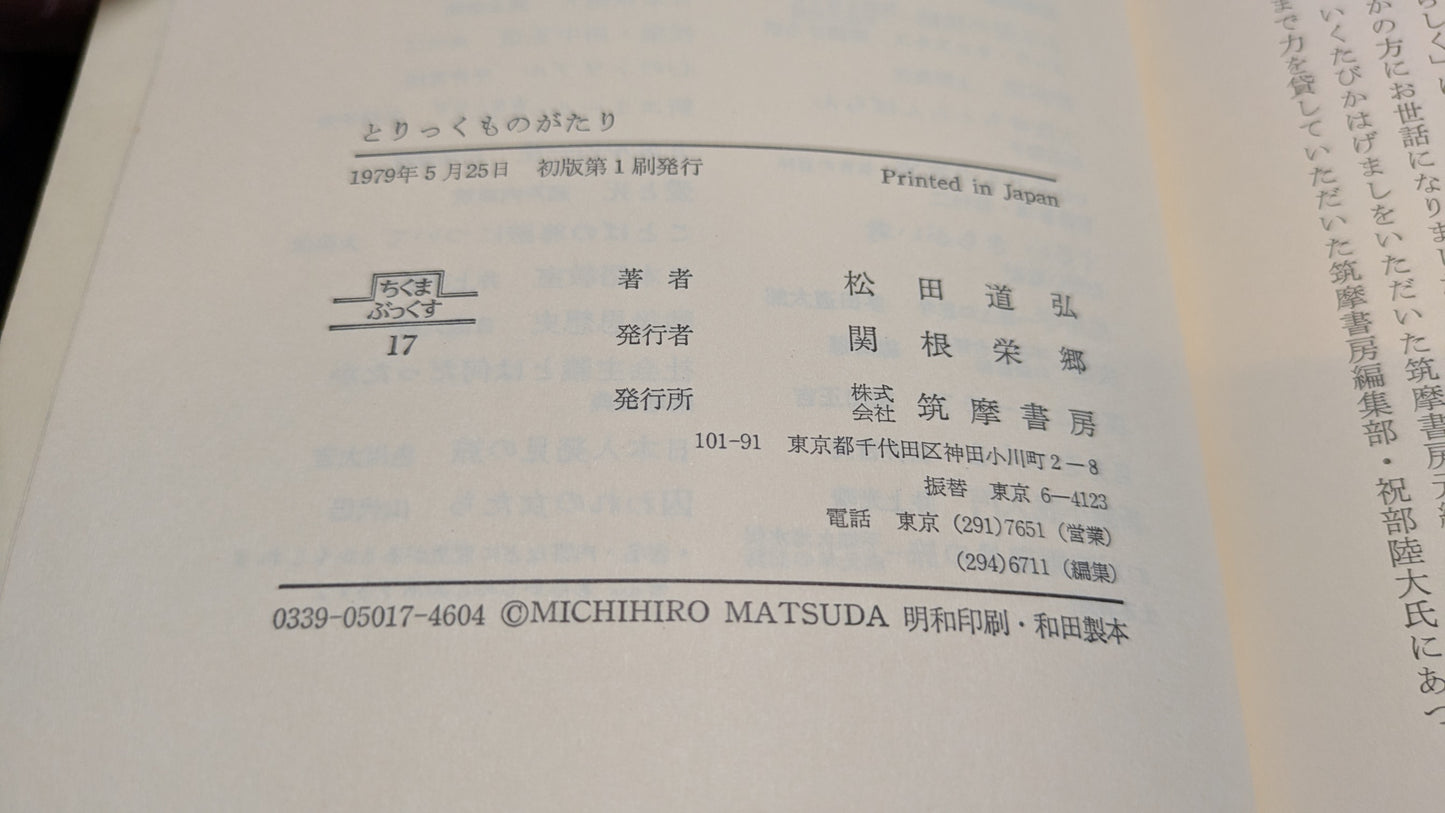 とりっくものがたり
1979年5月25日 初版第1刷発行 Printed in Japan
ちくま
ぶっくす
17
著者 松田道弘
発行者 関根栄郷
発行所 株式会社 筑摩書房
101-91 東京都千代田区神田小川町2-8
振替 東京 6-4123
電話 東京 (291)7651 (営業)
(294)6711 (編集)
0339-05017-4604 ©MICHIHIRO MATSUDA 明和印刷・和田製本
かの方にお世話になりました
いくたびかはげましをいただいた筑摩書房
まで力を貸していただいた筑摩書房編集部・祝部陸大氏にあつ